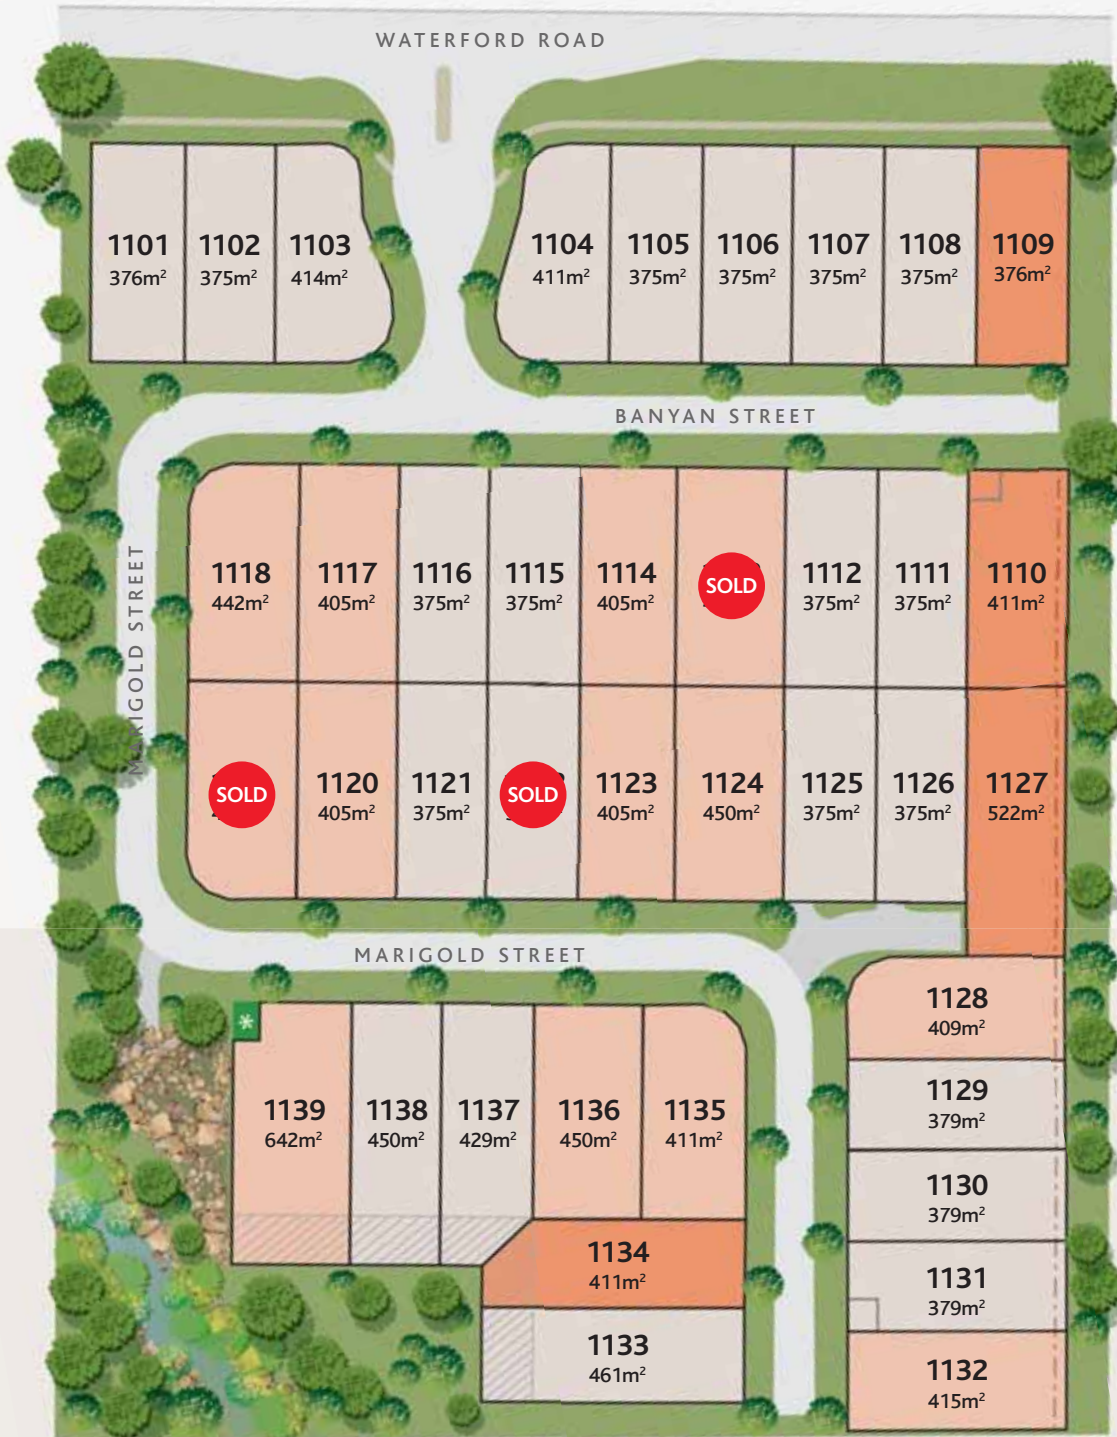 WATERFORD ROAD
1101
376m²
1102
375m²
1103
414m²
1104
411m²
1105
375m²
1106
375m²
1107
375m²
1108
375m²
1109
376m²
BANYAN STREET
MARIGOLD STREET
1118
442m²
1117
405m²
1116
375m²
1115
375m²
1114
405m²
SOLD
1112
375m²
1111
375m²
1110
411m²
SOLD
1120
405m²
1121
375m²
SOLD
1123
405m²
1124
450m²
1125
375m²
1126
375m²
1127
522m²
MARIGOLD STREET
1128
409m²
1129
379m²
1130
379m²
1131
379m²
1132
415m²
1139
642m²
1138
450m²
1137
429m²
1136
450m²
1135
411m²
1134
411m²
1133
461m²